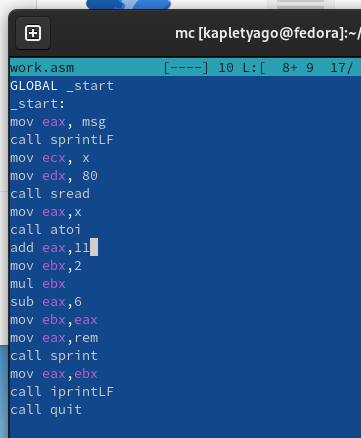 mc [kapletyago@fedora]:~/
work.asm [----] 10 L:[ 8+ 9 17/
GLOBAL _start
_start:
mov eax, msg
call sprintLF
mov ecx, x
mov edx, 80
call sread
mov eax,x
call atoi
add eax,11
mov ebx,2
mul ebx
sub eax,6
mov ebx,eax
mov eax,rem
call sprint
mov eax,ebx
call iprintLF
call quit